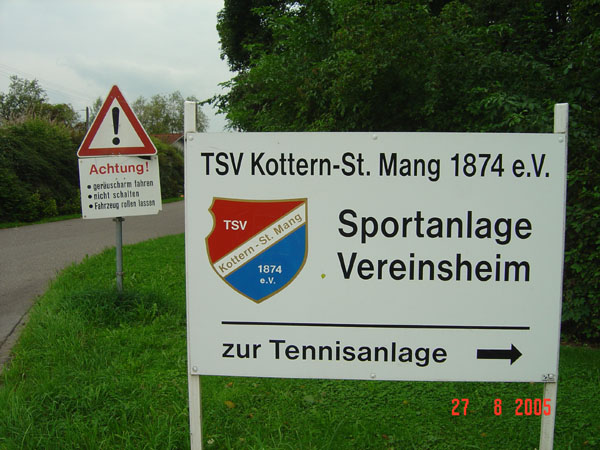 Achtung!
• geräuscharm fahren
• nicht schalten
• Fahrzeug rollen lassen
TSV Kottern-St. Mang 1874 e.V.
TSV
Kottern-St. Mang
1874
e.V.
Sportanlage
Vereinsheim
zur Tennisanlage
27 8 2005